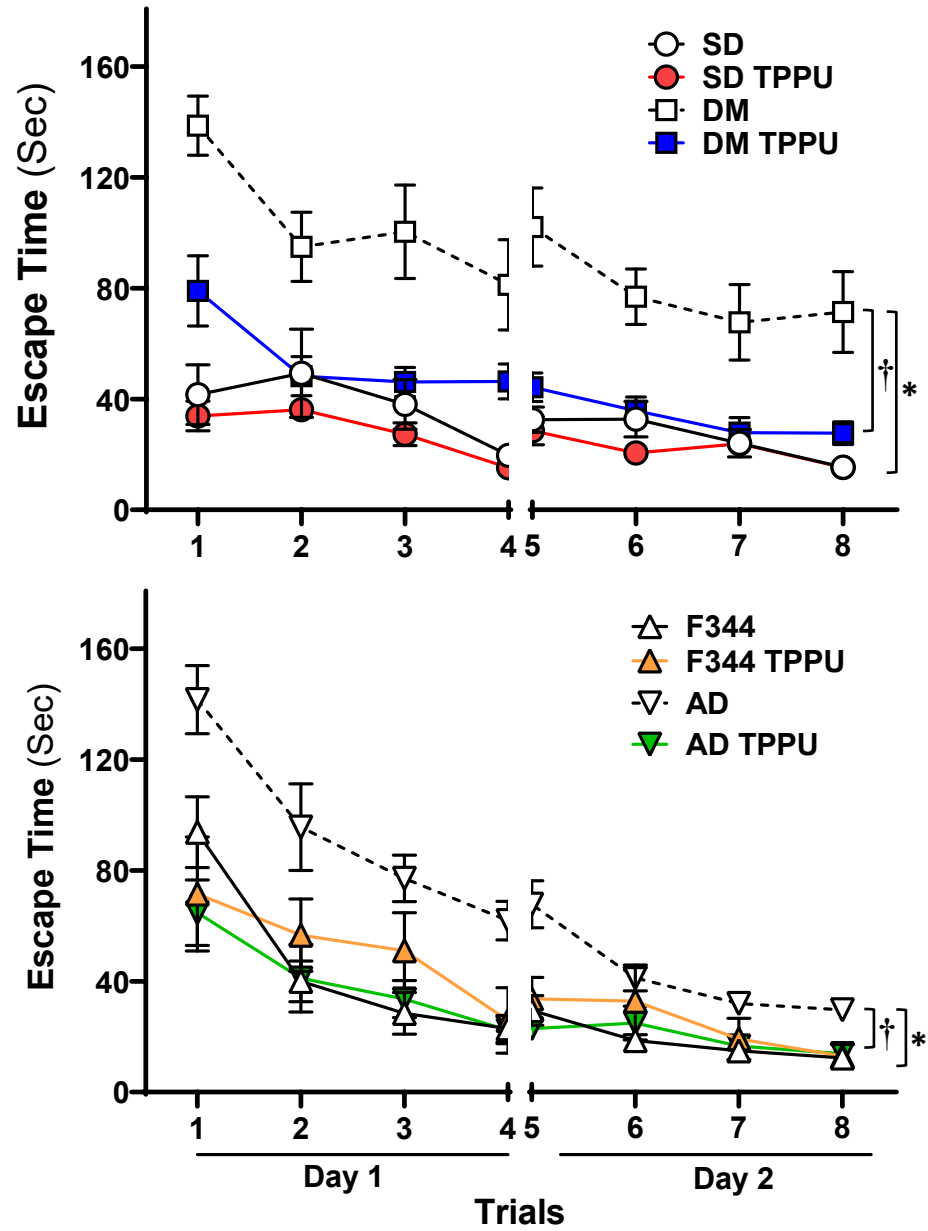 Escape Time (Sec)
160
120
80
40
0
SD
SD TPPU
DM
DM TPPU
†
*
1 2 3 4 5 6 7 8
Escape Time (Sec)
160
120
80
40
0
F344
F344 TPPU
AD
AD TPPU
†
*
1 2 3 4 5 6 7 8
Day 1 Day 2
Trials